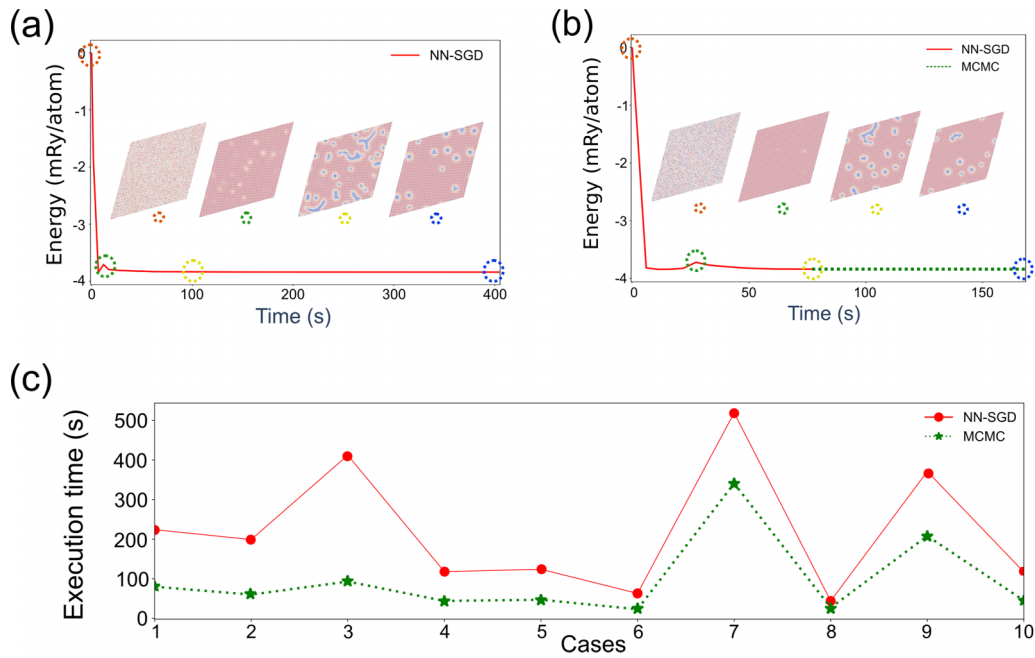 (a)
Energy (mRy/atom)
0
-1
-2
-3
-4
NN-SGD
0
100
200
300
400
Time (s)
(b)
Energy (mRy/atom)
0
-1
-2
-3
-4
NN-SGD
MCMC
0
50
100
150
Time (s)
(c)
Execution time (s)
500
400
300
200
100
0
NN-SGD
MCMC
1 2 3 4 5 6 7 8 9 10
Cases